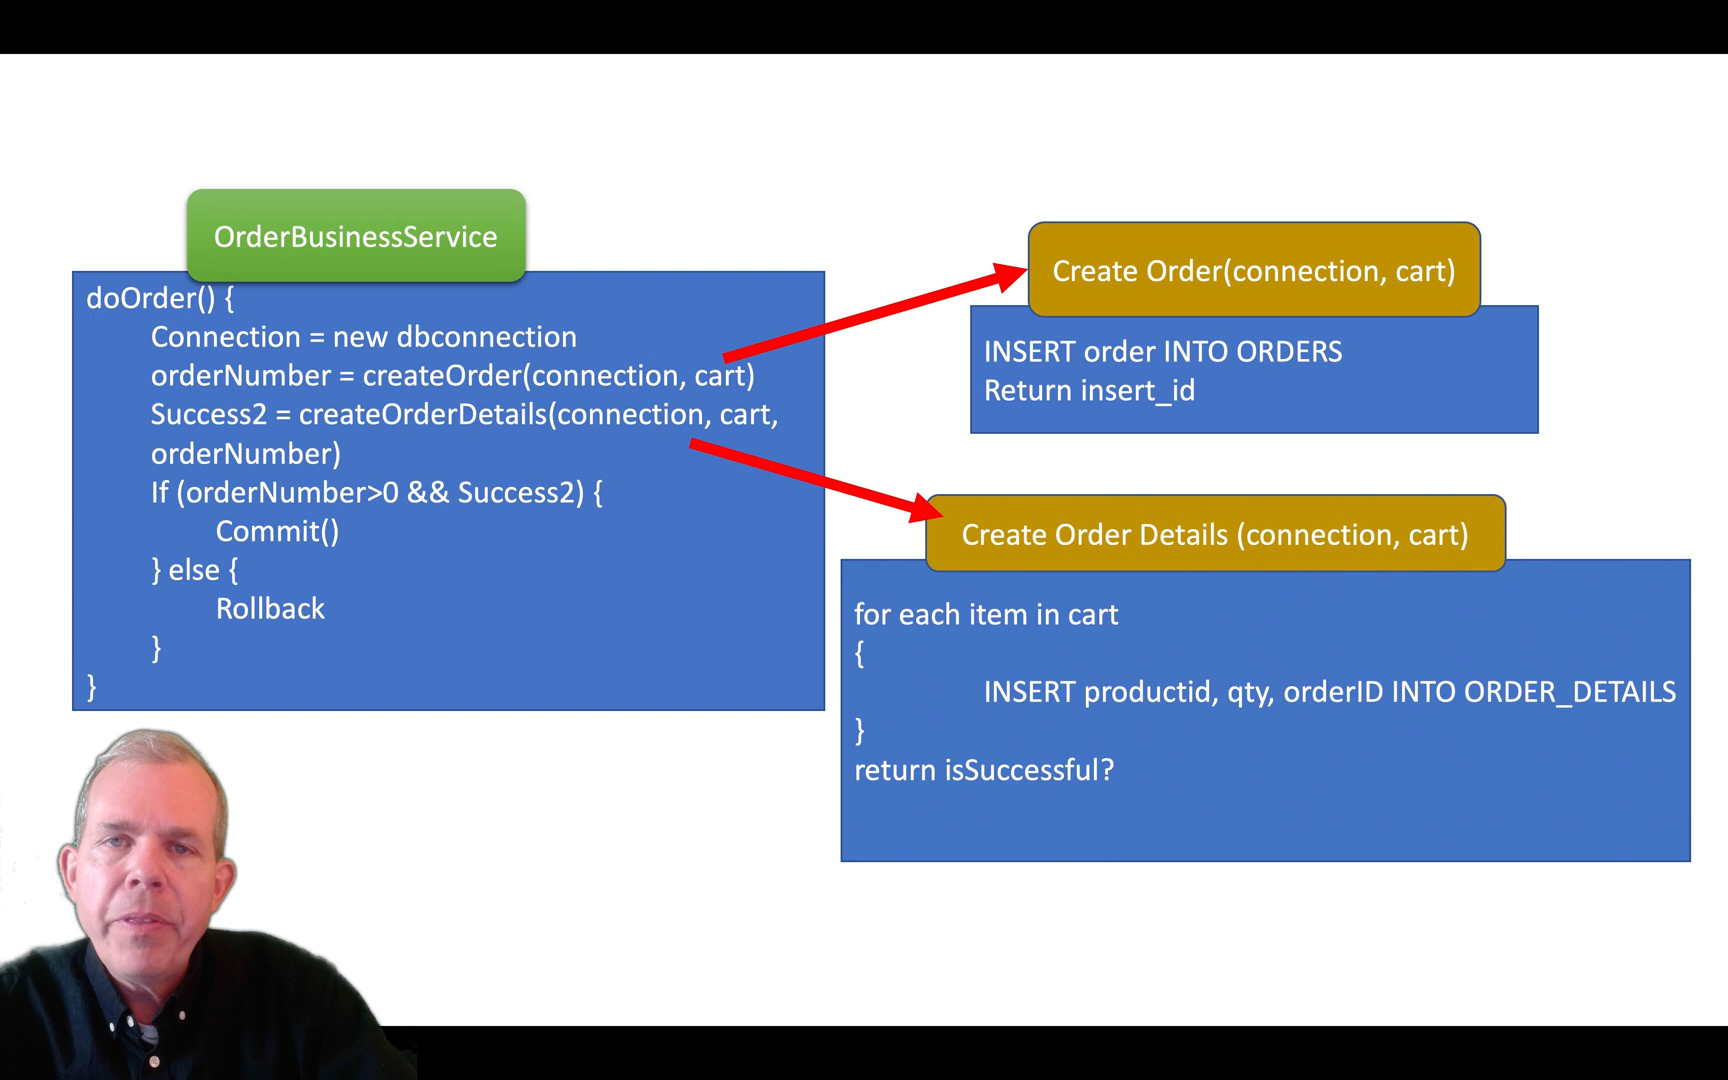 OrderBusinessService
doOrder() {
Connection = new dbconnection
orderNumber = createOrder(connection, cart)
Success2 = createOrderDetails(connection, cart,
orderNumber)
If (orderNumber>0 && Success2) {
Commit()
} else {
Rollback
}
}
Create Order(connection, cart)
INSERT order INTO ORDERS
Return insert_id
Create Order Details (connection, cart)
for each item in cart
{
INSERT productid, qty, orderID INTO ORDER_DETAILS
}
return isSuccessful?